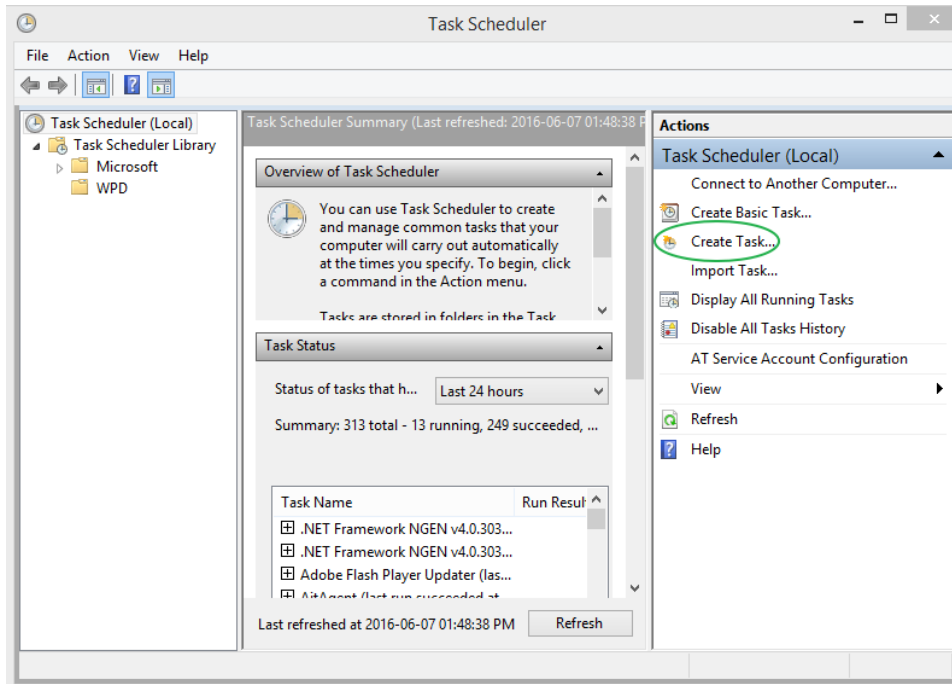 Task Scheduler
File Action View Help
Task Scheduler (Local)
Task Scheduler Library
Microsoft
WPD
Task Scheduler Summary (Last refreshed: 2016-06-07 01:48:38 P
Overview of Task Scheduler
You can use Task Scheduler to create
and manage common tasks that your
computer will carry out automatically
at the times you specify. To begin, click
a command in the Action menu.
Tasks are stored in folders in the Task
Task Status
Status of tasks that h... Last 24 hours
Summary: 313 total - 13 running, 249 succeeded, ...
Task Name Run Result
.NET Framework NGEN v4.0.303...
.NET Framework NGEN v4.0.303...
Adobe Flash Player Updater (las...
AitAgent (last run succeeded at
Last refreshed at 2016-06-07 01:48:38 PM Refresh
Actions
Task Scheduler (Local)
Connect to Another Computer...
Create Basic Task...
Create Task...
Import Task...
Display All Running Tasks
Disable All Tasks History
AT Service Account Configuration
View
Refresh
Help